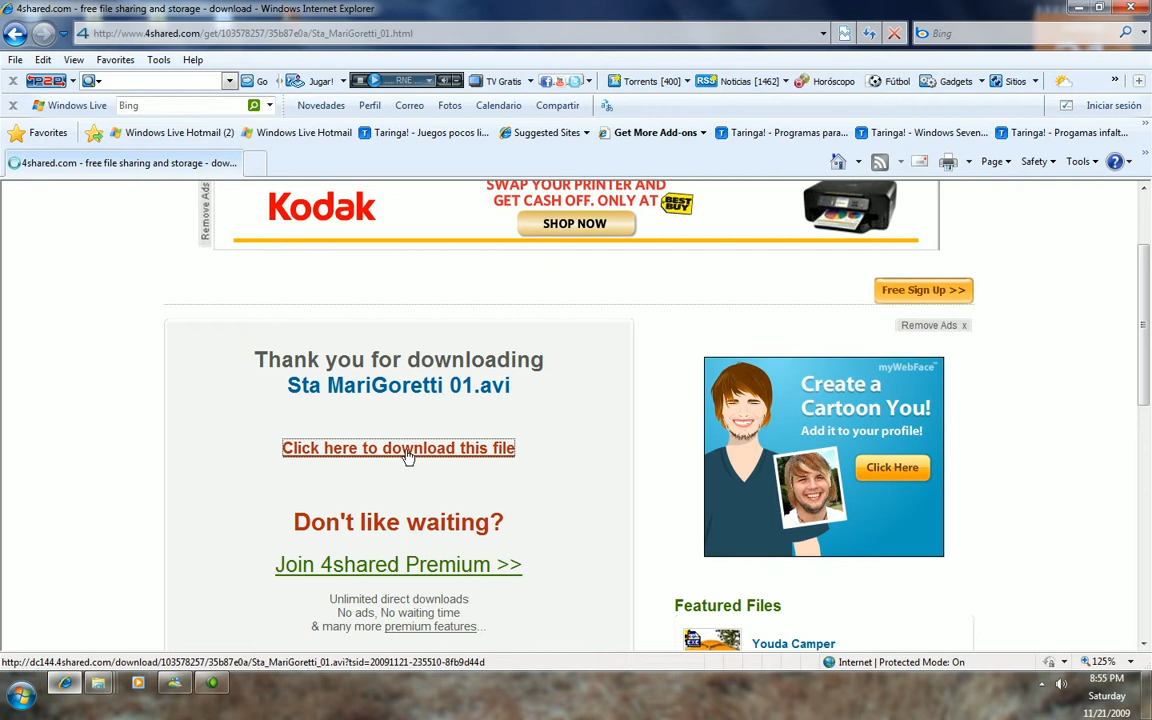 4shared.com - free file sharing and storage - download - Windows Internet Explorer
http://www.4shared.com/get/103578257/35b87e0a/Sta_MariGoretti_01.html
Bing
File Edit View Favorites Tools Help
P2P Go Jugar! RNE TV Gratis Torrents [400] RSS Noticias [1462] Horóscopo Fútbol Gadgets Sitios »
Windows Live Bing Novedades Perfil Correo Fotos Calendario Compartir Iniciar sesión
Favorites Windows Live Hotmail (2) Windows Live Hotmail Taringa! - Juegos pocos li... Suggested Sites Get More Add-ons Taringa! - Programas para... Taringa! - Windows Seven... Taringa! - Progamas infalt...
4shared.com - free file sharing and storage - dow... Page Safety Tools
Remove Ads
Kodak
SWAP YOUR PRINTER AND
GET CASH OFF. ONLY AT BEST BUY
SHOP NOW
Free Sign Up >>
Remove Ads x
Thank you for downloading
Sta MariGoretti 01.avi
Click here to download this file
Don't like waiting?
Join 4shared Premium >>
Unlimited direct downloads
No ads, No waiting time
& many more premium features...
myWebFace™
Create a
Cartoon You!
Add it to your profile!
Click Here
Featured Files
Youda Camper
http://dc144.4shared.com/download/103578257/35b87e0a/Sta_MariGoretti_01.avi?tsid=20091121-235510-8fb9d44d
Internet | Protected Mode: On
125%
8:55 PM
Saturday
11/21/2009